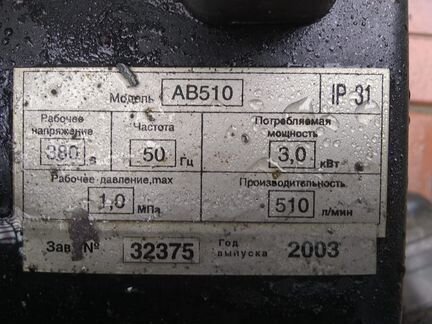 Модель АВ510 IP 31
Рабочее напряжение Частота Потребляемая мощность
380 в 50 Гц 3,0 кВт
Рабочее давление,max Производительность
1,0 МПа 510 л/мин
Зав. № 32375 Год выпуска 2003